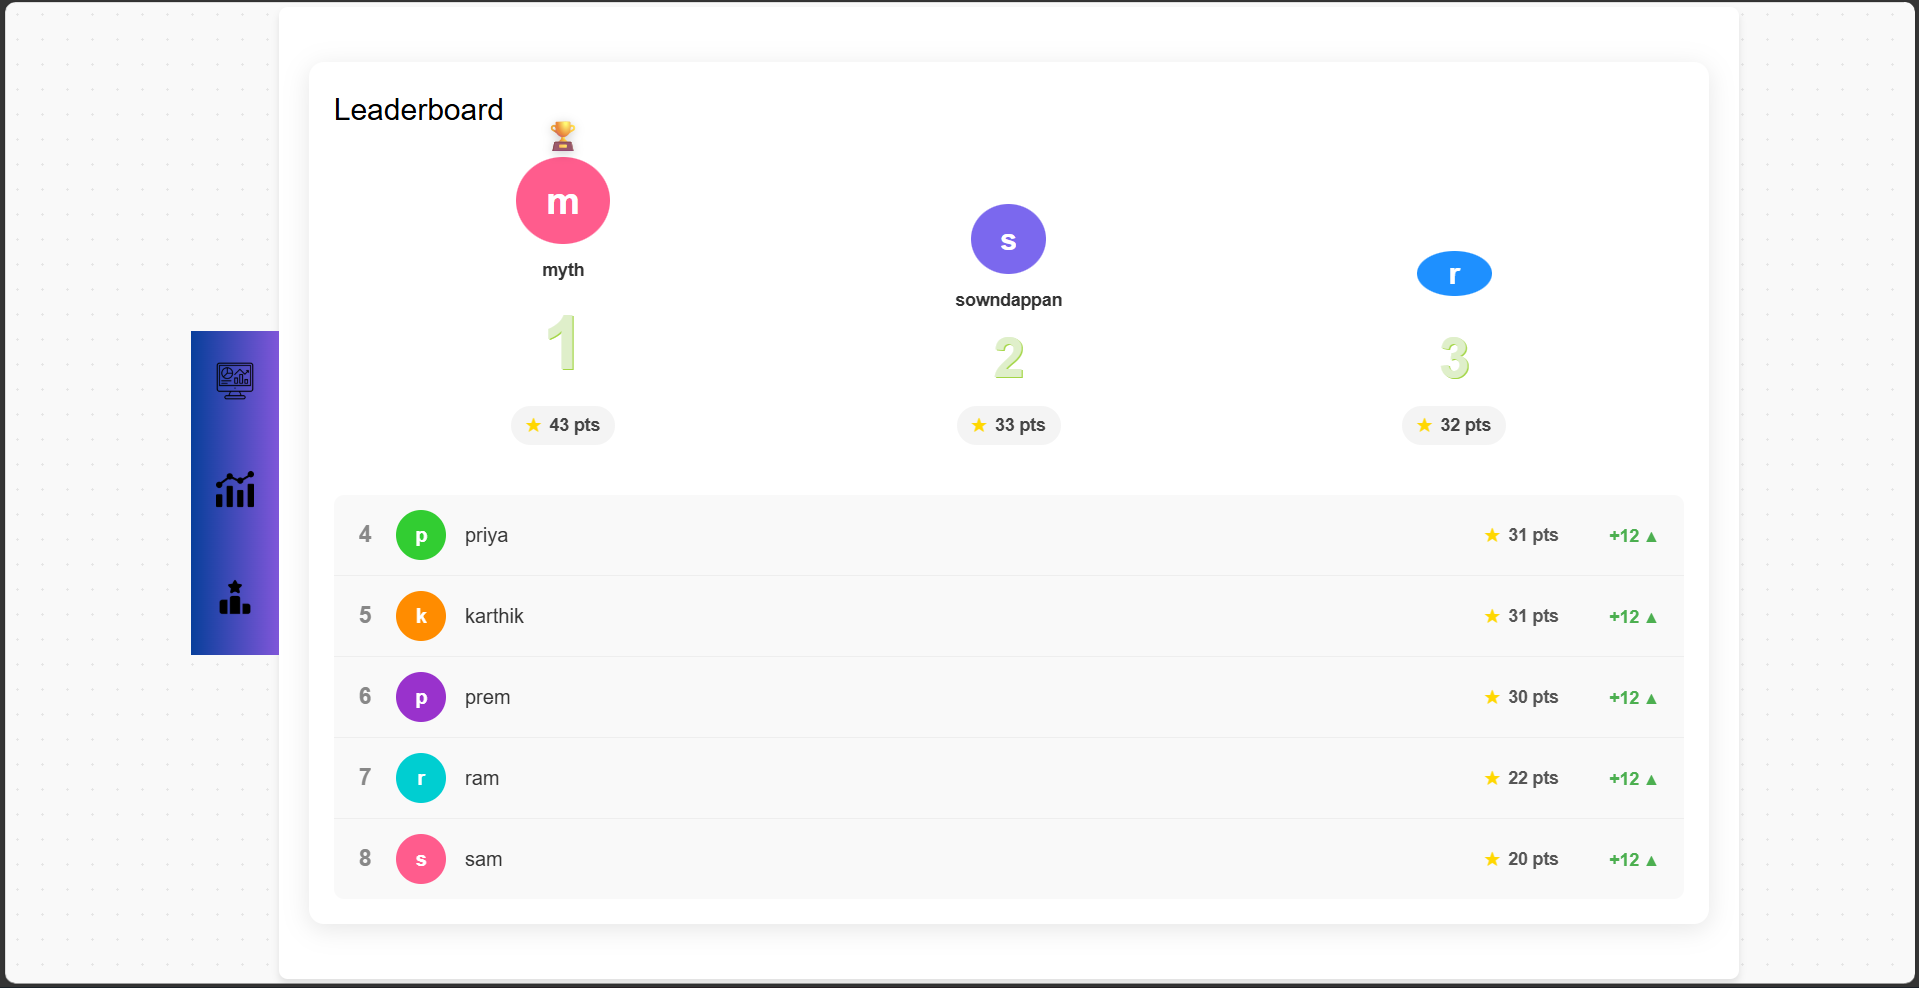 Leaderboard
m
myth
1
★ 43 pts
s
sowndappan
2
★ 33 pts
r
3
★ 32 pts
4 p priya ★ 31 pts +12 ▲
5 k karthik ★ 31 pts +12 ▲
6 p prem ★ 30 pts +12 ▲
7 r ram ★ 22 pts +12 ▲
8 s sam ★ 20 pts +12 ▲